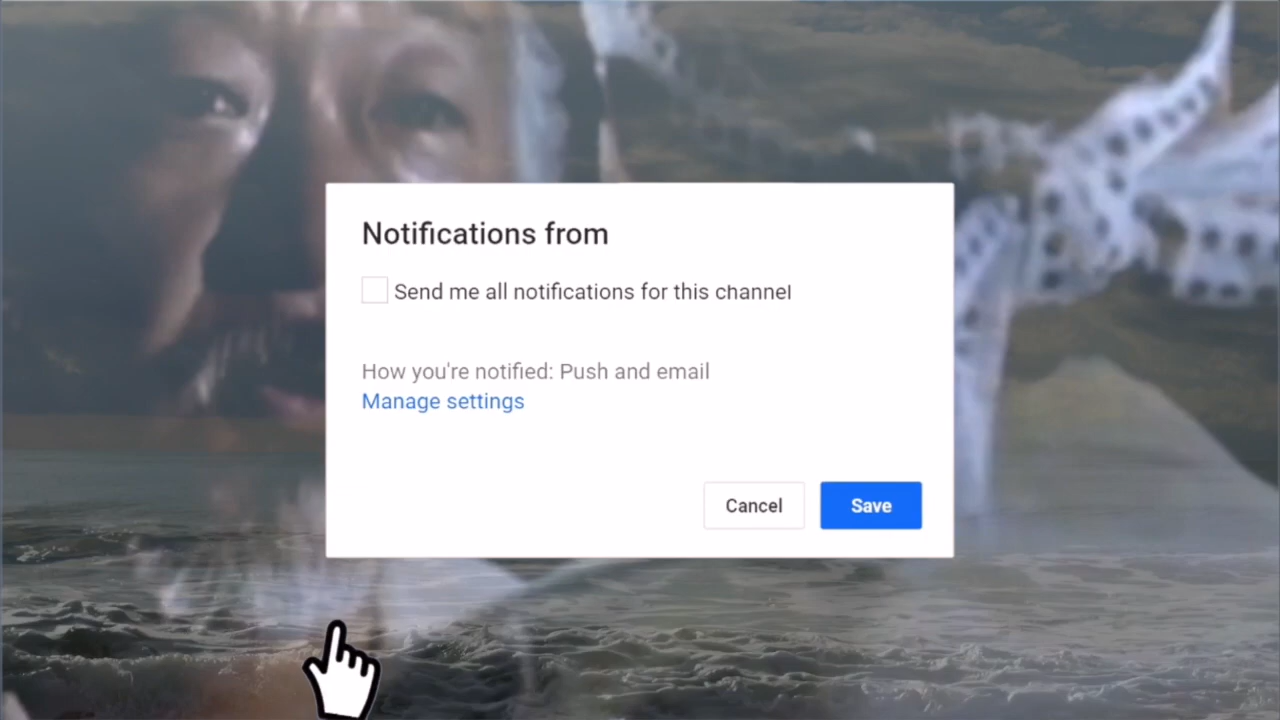 Notifications from
Send me all notifications for this channel
How you're notified: Push and email
Manage settings
Cancel
Save